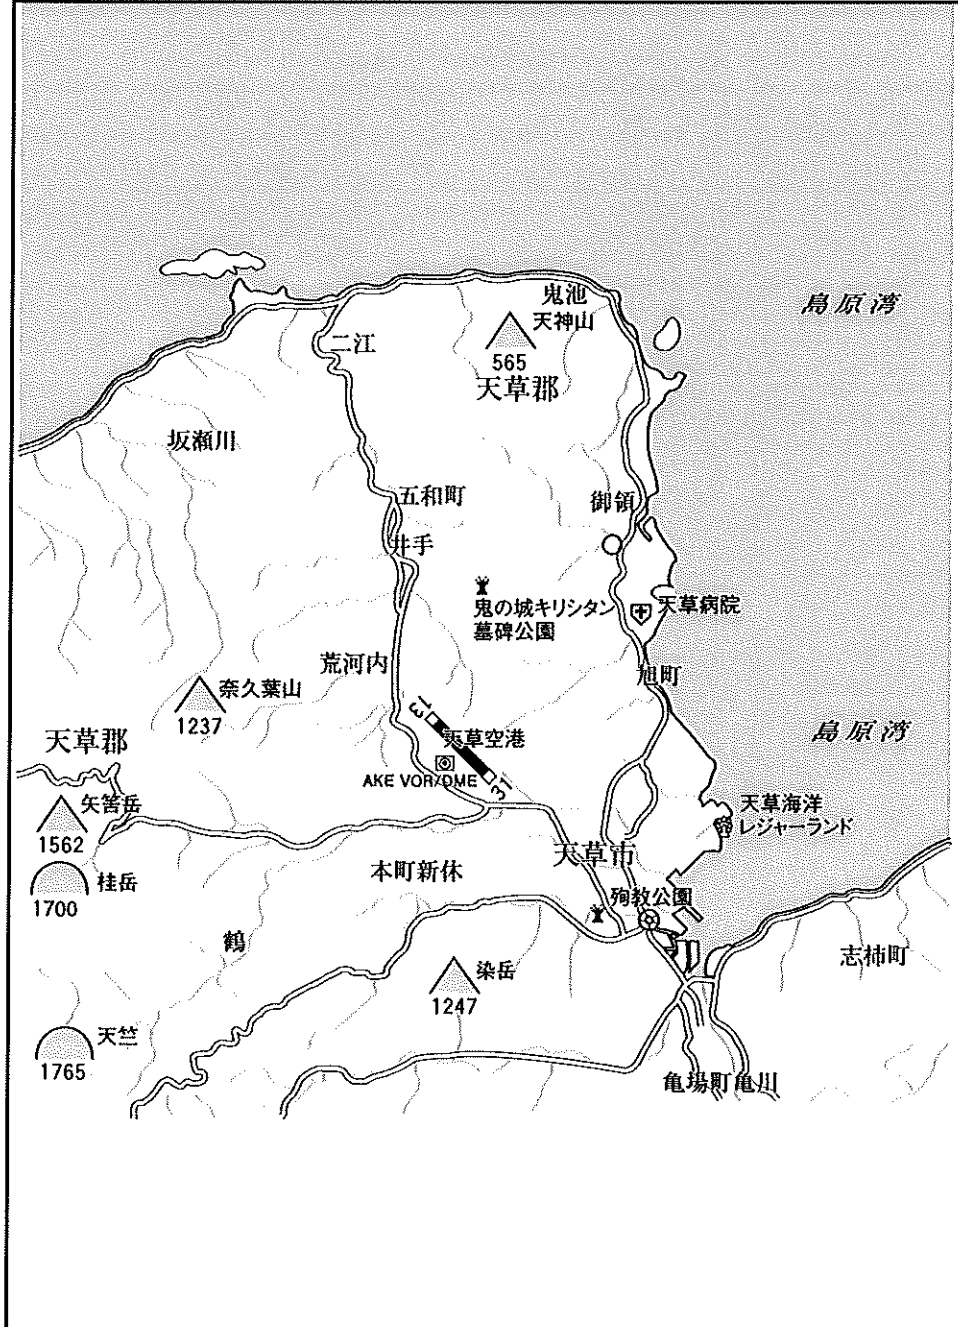 島原湾
鬼池
天神山
565
二江
天草郡
坂瀬川
五和町
御領
井手
鬼の城キリシタン
墓碑公園
天草病院
荒河内
旭町
奈久葉山
1237
13
天草空港
島原湾
天草郡
AKE VOR/DME
31
矢筈岳
1562
天草海洋
レジャーランド
天草市
本町新休
桂岳
1700
殉教公園
鶴
志柿町
染岳
1247
天竺
1765
亀場町亀川